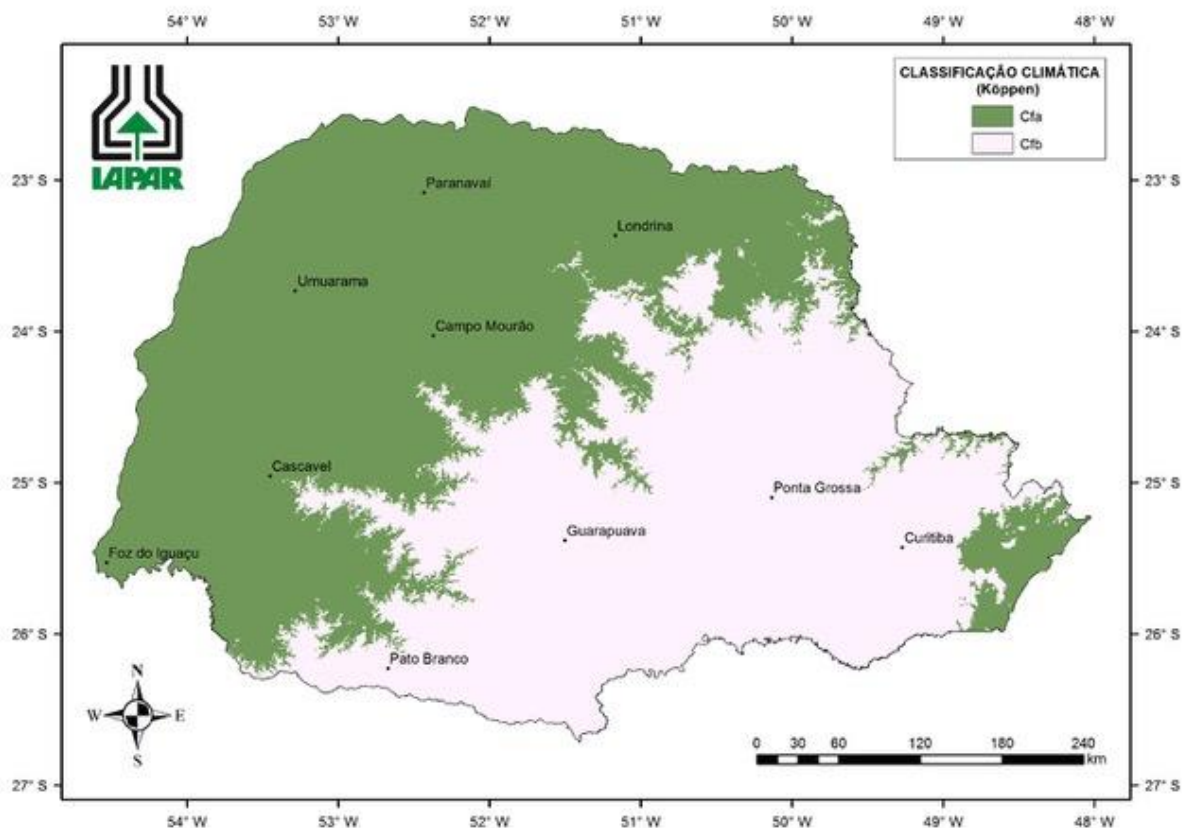 54° W 53° W 52° W 51° W 50° W 49° W 48° W
IAPAR
CLASSIFICAÇÃO CLIMÁTICA
(Köppen)
Cfa
Cfb
23° S 23° S
Paranavaí
Londrina
Umuarama
24° S 24° S
Campo Mourão
Cascavel
25° S 25° S
Ponta Grossa
Guarapuava
Curitiba
Foz do Iguaçu
26° S 26° S
Pato Branco
N
W E
S
0 30 60 120 180 240
km
27° S 27° S
54° W 53° W 52° W 51° W 50° W 49° W 48° W